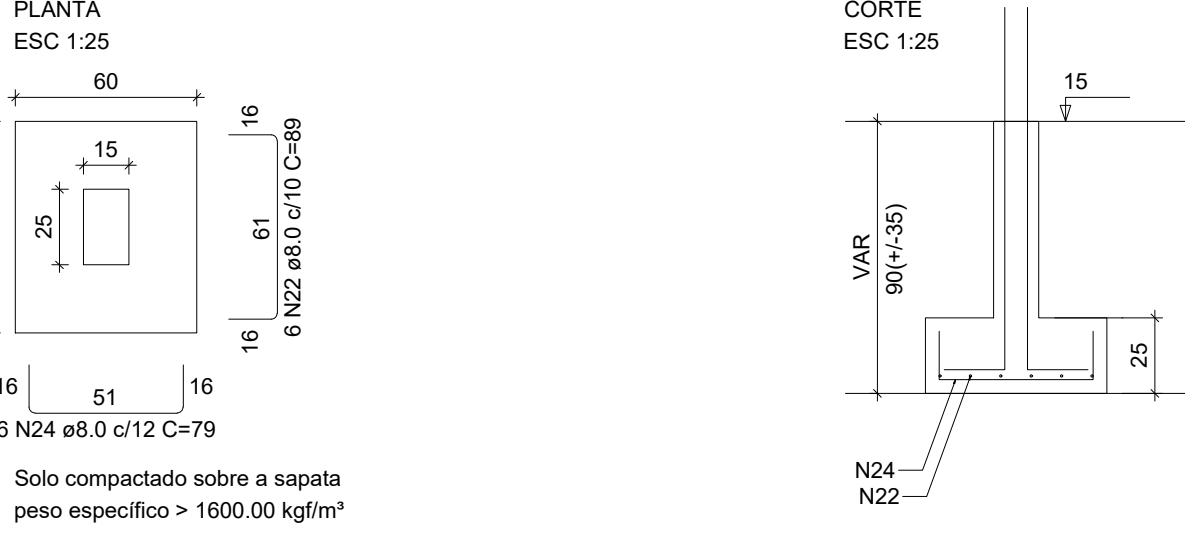 PLANTA
ESC 1:25
60
15
25
16
61
16
6 N22 ø8.0 c/10 C=89
16
51
16
6 N24 ø8.0 c/12 C=79
Solo compactado sobre a sapata
peso específico > 1600.00 kgf/m³
CORTE
ESC 1:25
15
VAR
90(+/-35)
25
N24
N22